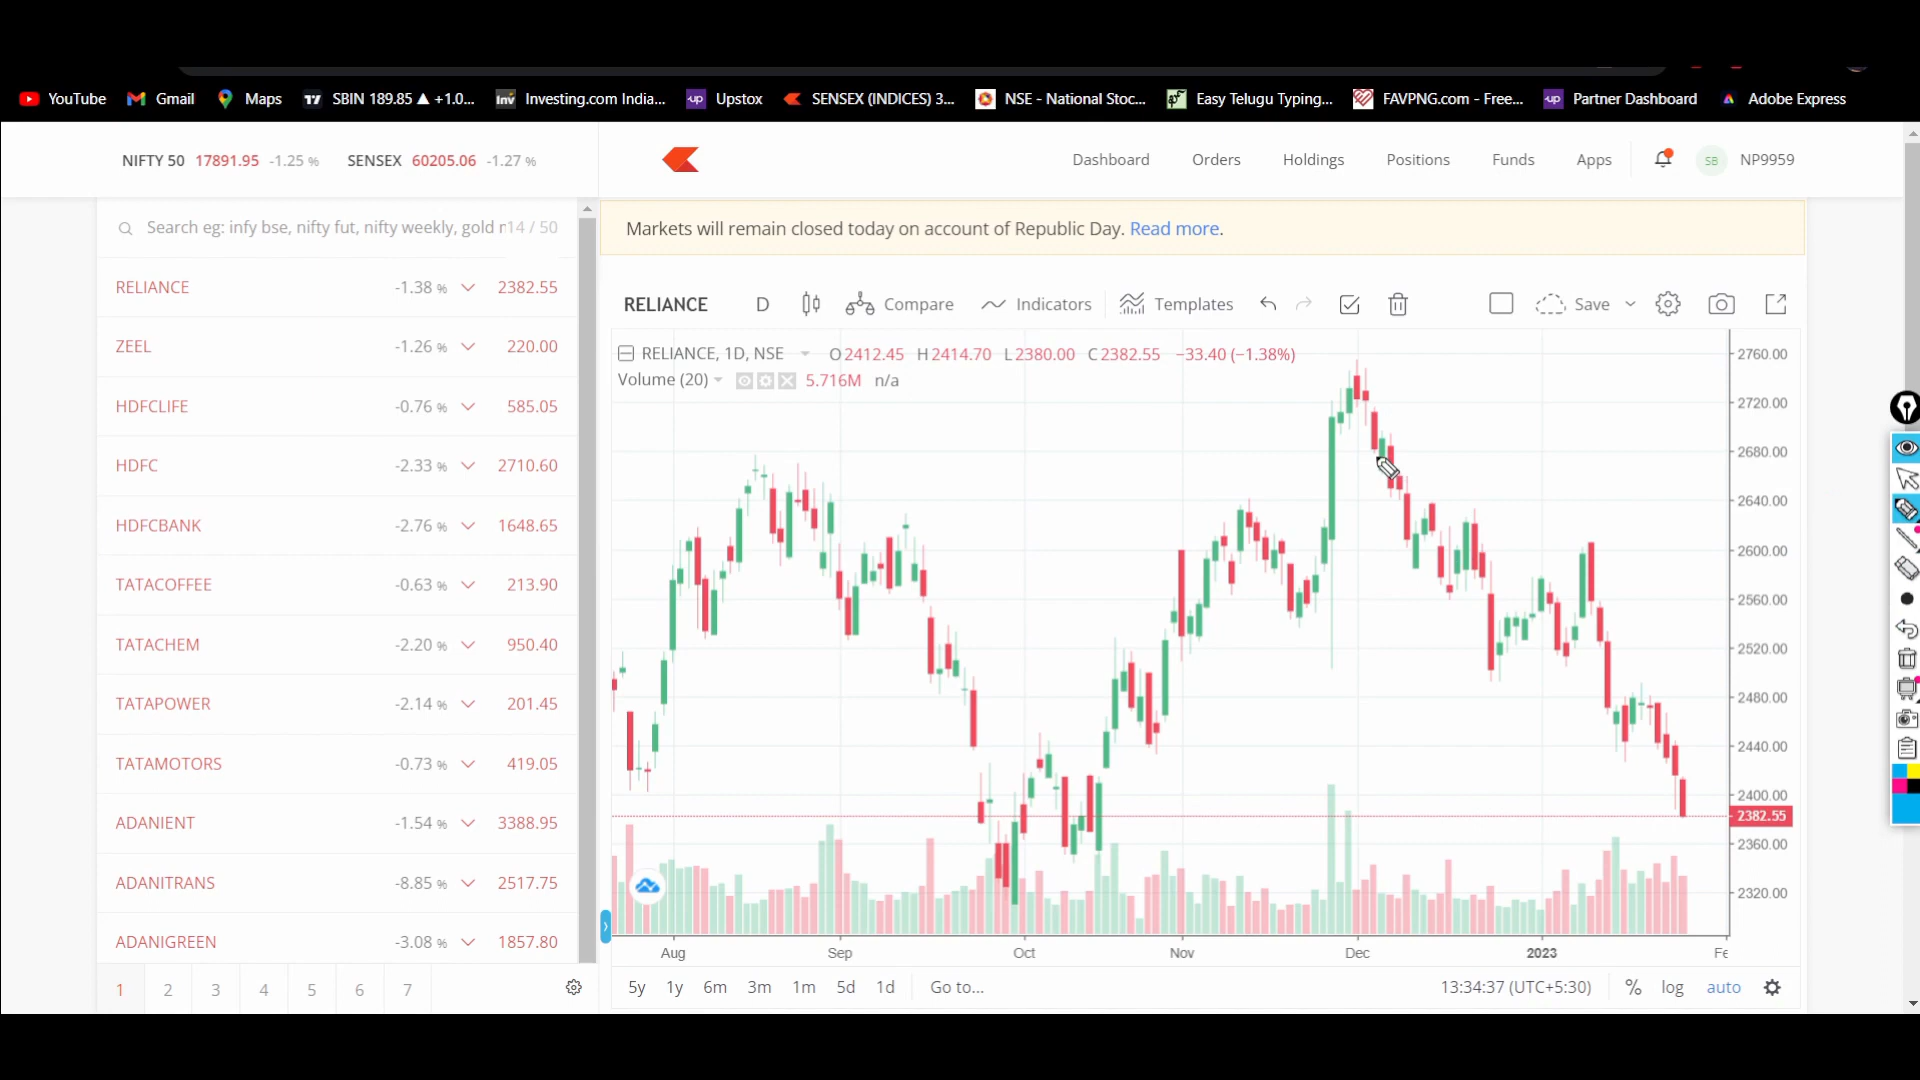 YouTube Gmail Maps SBIN 189.85 ▲ +1.0... Investing.com India... Upstox SENSEX (INDICES) 3... NSE - National Stoc... Easy Telugu Typing... FAVPNG.com - Free... Partner Dashboard Adobe Express
NIFTY 50 17891.95 -1.25 % SENSEX 60205.06 -1.27 %
Dashboard Orders Holdings Positions Funds Apps SB NP9959
Search eg: infy bse, nifty fut, nifty weekly, gold 14 / 50
RELIANCE -1.38 % 2382.55
ZEEL -1.26 % 220.00
HDFCLIFE -0.76 % 585.05
HDFC -2.33 % 2710.60
HDFCBANK -2.76 % 1648.65
TATACOFFEE -0.63 % 213.90
TATACHEM -2.20 % 950.40
TATAPOWER -2.14 % 201.45
TATAMOTORS -0.73 % 419.05
ADANIENT -1.54 % 3388.95
ADANITRANS -8.85 % 2517.75
ADANIGREEN -3.08 % 1857.80
1 2 3 4 5 6 7
Markets will remain closed today on account of Republic Day. Read more.
RELIANCE D Compare Indicators Templates Save
RELIANCE, 1D, NSE O2412.45 H2414.70 L2380.00 C2382.55 −33.40 (−1.38%)
Volume (20) 5.716M n/a
2760.00
2720.00
2680.00
2640.00
2600.00
2560.00
2520.00
2480.00
2440.00
2400.00
2382.55
2360.00
2320.00
Aug Sep Oct Nov Dec 2023 Fe
5y 1y 6m 3m 1m 5d 1d Go to... 13:34:37 (UTC+5:30) % log auto